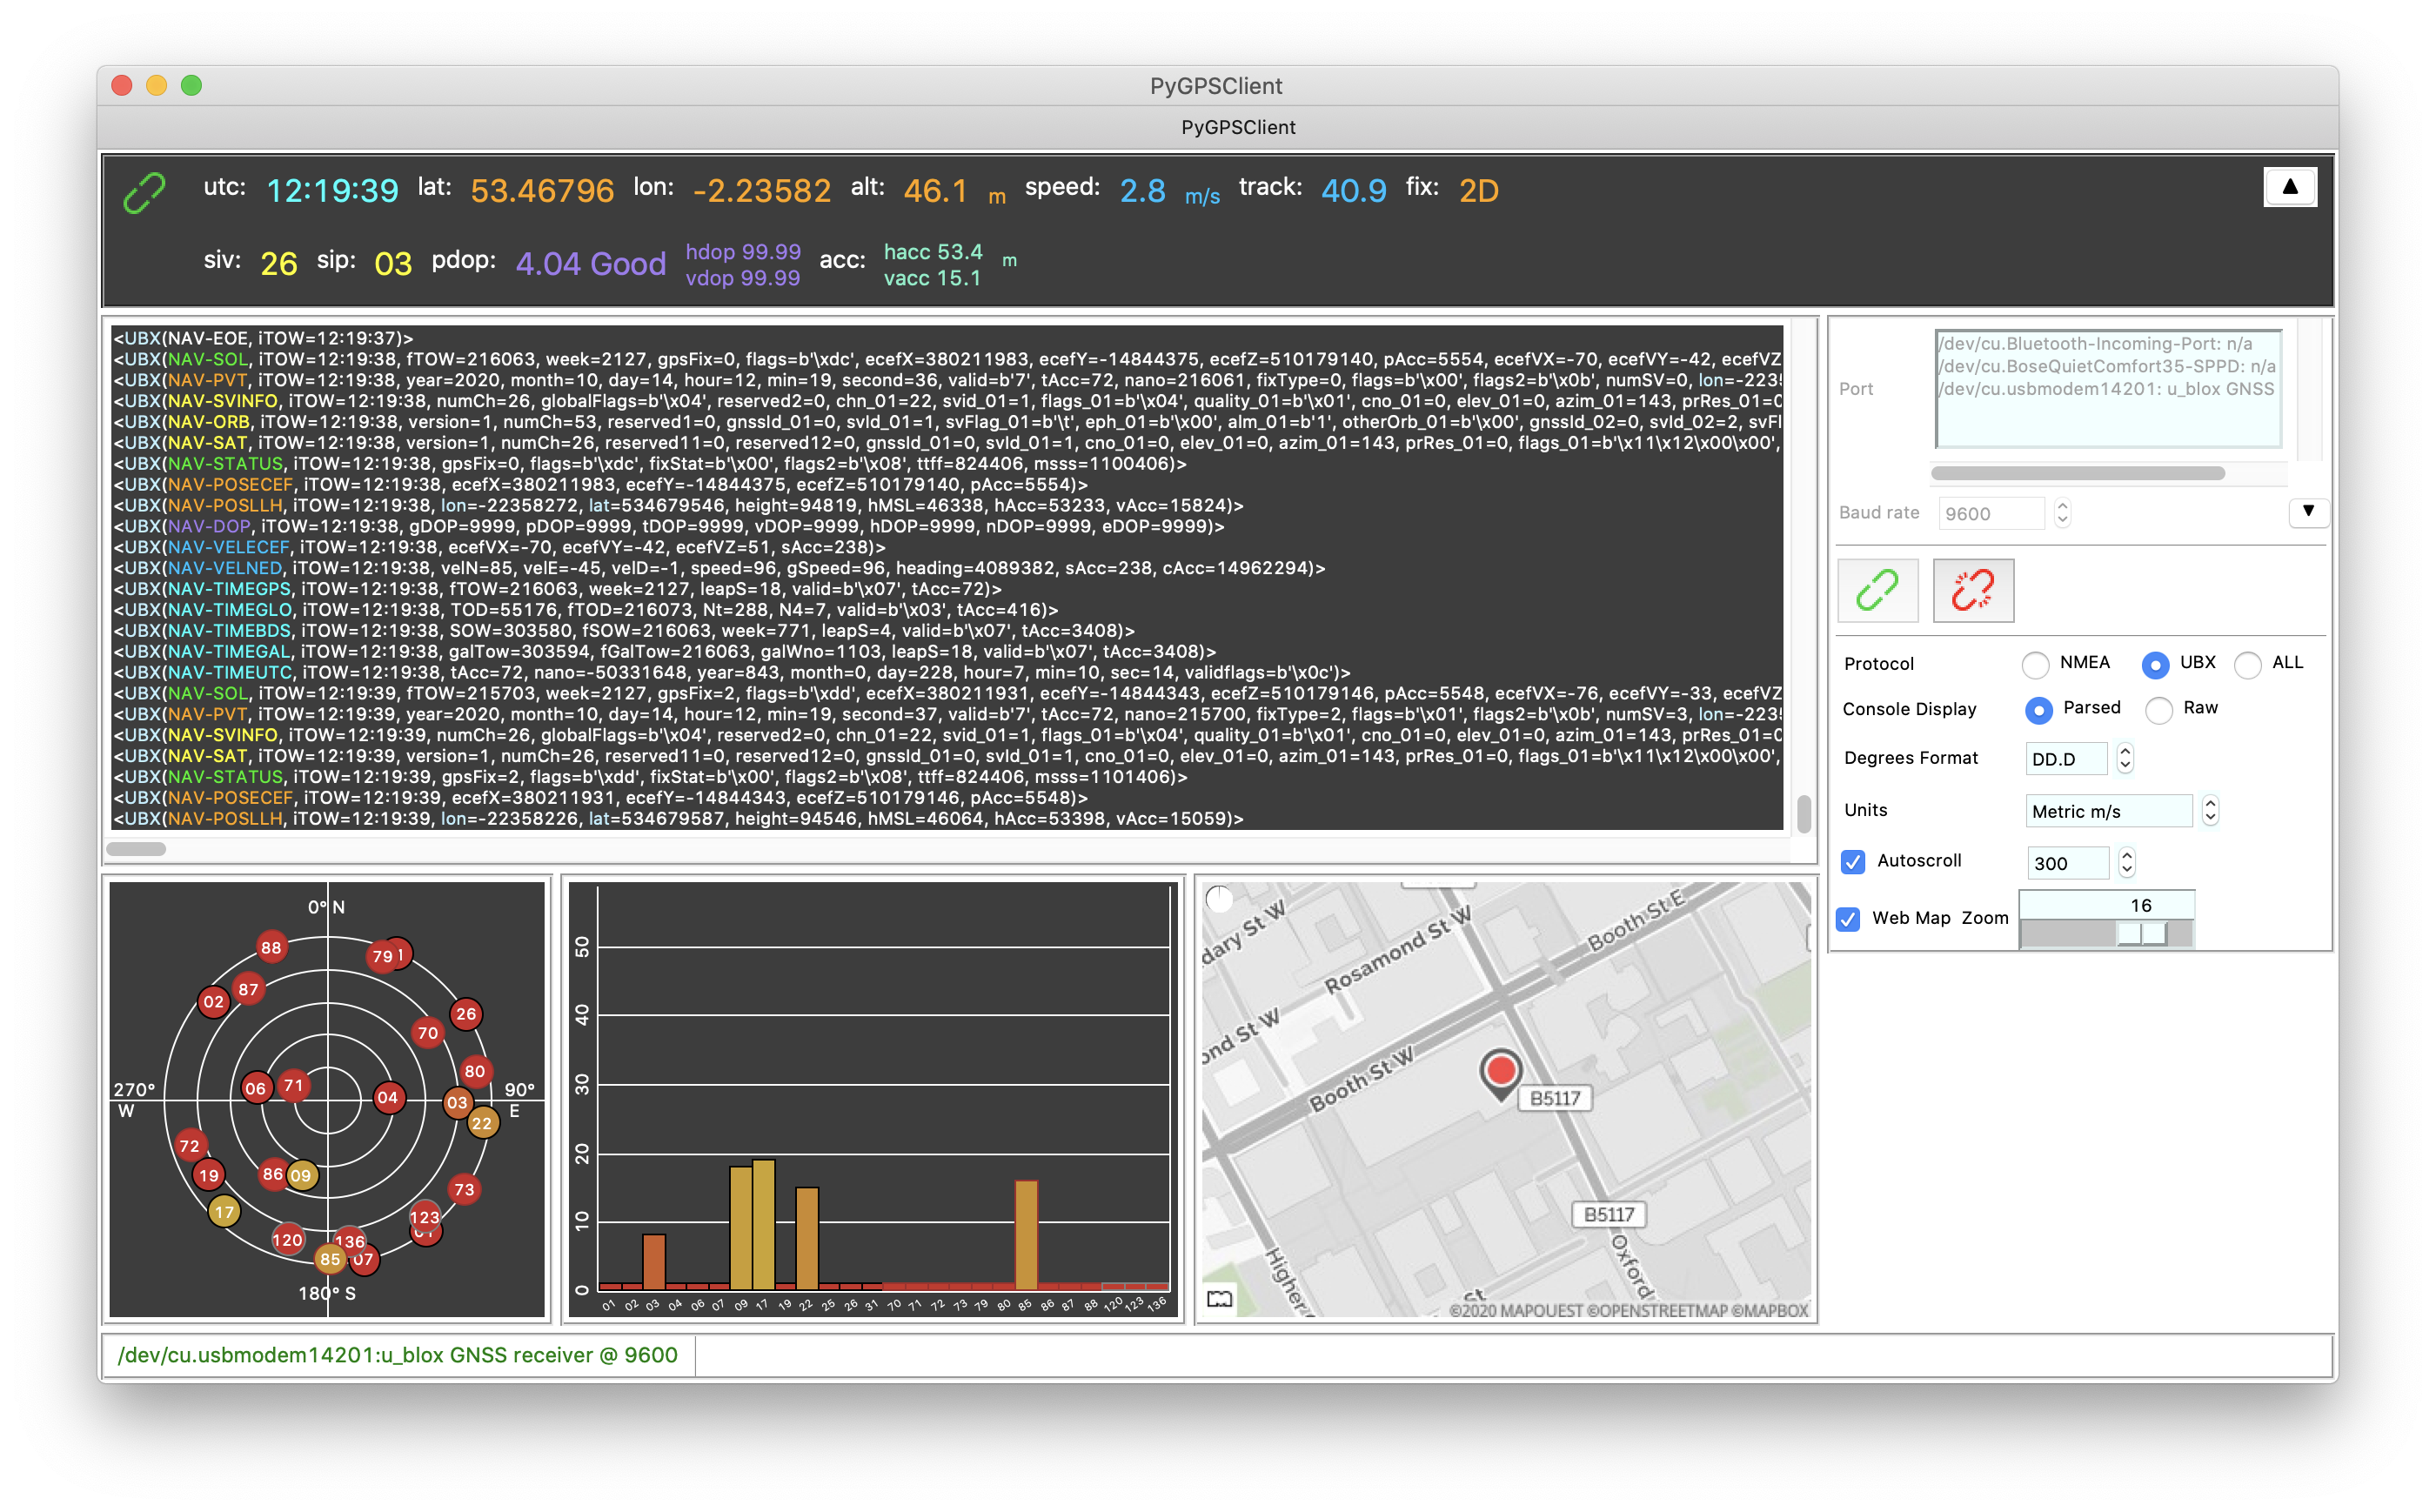 PyGPSClient
PyGPSClient
utc: 12:19:39 lat: 53.46796 lon: -2.23582 alt: 46.1 m speed: 2.8 m/s track: 40.9 fix: 2D
▲
siv: 26 sip: 03 pdop: 4.04 Good hdop 99.99 vdop 99.99 acc: hacc 53.4 vacc 15.1 m
<UBX(NAV-EOE, iTOW=12:19:37)>
<UBX(NAV-SOL, iTOW=12:19:38, fTOW=216063, week=2127, gpsFix=0, flags=b'\xdc', ecefX=380211983, ecefY=-14844375, ecefZ=510179140, pAcc=5554, ecefVX=-70, ecefVY=-42, ecefVZ
<UBX(NAV-PVT, iTOW=12:19:38, year=2020, month=10, day=14, hour=12, min=19, second=36, valid=b'7', tAcc=72, nano=216061, fixType=0, flags=b'\x00', flags2=b'\x0b', numSV=0, lon=-223
<UBX(NAV-SVINFO, iTOW=12:19:38, numCh=26, globalFlags=b'\x04', reserved2=0, chn_01=22, svid_01=1, flags_01=b'\x04', quality_01=b'\x01', cno_01=0, elev_01=0, azim_01=143, prRes_01=0
<UBX(NAV-ORB, iTOW=12:19:38, version=1, numCh=53, reserved1=0, gnssId_01=0, svId_01=1, svFlag_01=b'\t', eph_01=b'\x00', alm_01=b'1', otherOrb_01=b'\x00', gnssId_02=0, svId_02=2, svFl
<UBX(NAV-SAT, iTOW=12:19:38, version=1, numCh=26, reserved11=0, reserved12=0, gnssId_01=0, svId_01=1, cno_01=0, elev_01=0, azim_01=143, prRes_01=0, flags_01=b'\x11\x12\x00\x00',
<UBX(NAV-STATUS, iTOW=12:19:38, gpsFix=0, flags=b'\xdc', fixStat=b'\x00', flags2=b'\x08', ttff=824406, msss=1100406)>
<UBX(NAV-POSECEF, iTOW=12:19:38, ecefX=380211983, ecefY=-14844375, ecefZ=510179140, pAcc=5554)>
<UBX(NAV-POSLLH, iTOW=12:19:38, lon=-22358272, lat=534679546, height=94819, hMSL=46338, hAcc=53233, vAcc=15824)>
<UBX(NAV-DOP, iTOW=12:19:38, gDOP=9999, pDOP=9999, tDOP=9999, vDOP=9999, hDOP=9999, nDOP=9999, eDOP=9999)>
<UBX(NAV-VELECEF, iTOW=12:19:38, ecefVX=-70, ecefVY=-42, ecefVZ=51, sAcc=238)>
<UBX(NAV-VELNED, iTOW=12:19:38, velN=85, velE=-45, velD=-1, speed=96, gSpeed=96, heading=4089382, sAcc=238, cAcc=14962294)>
<UBX(NAV-TIMEGPS, iTOW=12:19:38, fTOW=216063, week=2127, leapS=18, valid=b'\x07', tAcc=72)>
<UBX(NAV-TIMEGLO, iTOW=12:19:38, TOD=55176, fTOD=216073, Nt=288, N4=7, valid=b'\x03', tAcc=416)>
<UBX(NAV-TIMEBDS, iTOW=12:19:38, SOW=303580, fSOW=216063, week=771, leapS=4, valid=b'\x07', tAcc=3408)>
<UBX(NAV-TIMEGAL, iTOW=12:19:38, galTow=303594, fGalTow=216063, galWno=1103, leapS=18, valid=b'\x07', tAcc=3408)>
<UBX(NAV-TIMEUTC, iTOW=12:19:38, tAcc=72, nano=-50331648, year=843, month=0, day=228, hour=7, min=10, sec=14, validflags=b'\x0c')>
<UBX(NAV-SOL, iTOW=12:19:39, fTOW=215703, week=2127, gpsFix=2, flags=b'\xdd', ecefX=380211931, ecefY=-14844343, ecefZ=510179146, pAcc=5548, ecefVX=-76, ecefVY=-33, ecefVZ
<UBX(NAV-PVT, iTOW=12:19:39, year=2020, month=10, day=14, hour=12, min=19, second=37, valid=b'7', tAcc=72, nano=215700, fixType=2, flags=b'\x01', flags2=b'\x0b', numSV=3, lon=-223
<UBX(NAV-SVINFO, iTOW=12:19:39, numCh=26, globalFlags=b'\x04', reserved2=0, chn_01=22, svid_01=1, flags_01=b'\x04', quality_01=b'\x01', cno_01=0, elev_01=0, azim_01=143, prRes_01=0
<UBX(NAV-SAT, iTOW=12:19:39, version=1, numCh=26, reserved11=0, reserved12=0, gnssId_01=0, svId_01=1, cno_01=0, elev_01=0, azim_01=143, prRes_01=0, flags_01=b'\x11\x12\x00\x00',
<UBX(NAV-STATUS, iTOW=12:19:39, gpsFix=2, flags=b'\xdd', fixStat=b'\x00', flags2=b'\x08', ttff=824406, msss=1101406)>
<UBX(NAV-POSECEF, iTOW=12:19:39, ecefX=380211931, ecefY=-14844343, ecefZ=510179146, pAcc=5548)>
<UBX(NAV-POSLLH, iTOW=12:19:39, lon=-22358226, lat=534679587, height=94546, hMSL=46064, hAcc=53398, vAcc=15059)>
Port
/dev/cu.Bluetooth-Incoming-Port: n/a
/dev/cu.BoseQuietComfort35-SPPD: n/a
/dev/cu.usbmodem14201: u_blox GNSS
Baud rate 9600 ▼
Protocol NMEA UBX ALL
Console Display Parsed Raw
Degrees Format DD.D
Units Metric m/s
Autoscroll 300
Web Map Zoom 16
0° N
88 79
02 87
26
70
80
06 71 04 03
270° W 90° E
22
72
19 86 09 73
17
123
120 136
85 07
180° S
50
40
30
20
10
0
01 02 03 04 06 07 09 17 19 22 25 26 31 70 71 72 73 79 80 85 86 87 88 120 123 136
dary St W
Rosamond St W
Booth St E
ond St W
Booth St W
B5117
B5117
Higher
Oxford
St
©2020 MAPQUEST ©OPENSTREETMAP ©MAPBOX
/dev/cu.usbmodem14201:u_blox GNSS receiver @ 9600